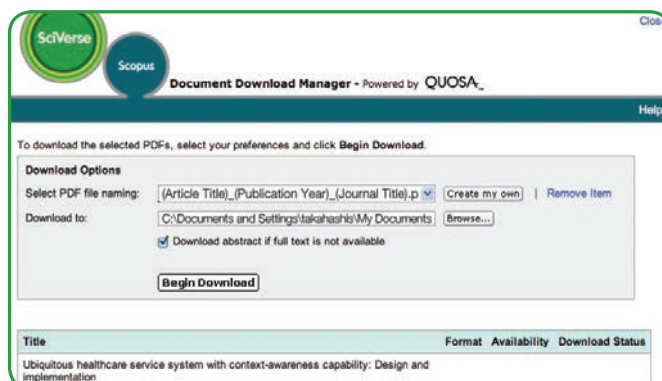 Close
SciVerse
Scopus
Document Download Manager - Powered by QUOSA
Help
To download the selected PDFs, select your preferences and click Begin Download.
Download Options
Select PDF file naming: (Article Title)_(Publication Year)_(Journal Title).p Create my own | Remove Item
Download to: C:\Documents and Settings\takahashis\My Documents Browse...
Download abstract if full text is not available
Begin Download
Title Format Availability Download Status
Ubiquitous healthcare service system with context-awareness capability: Design and
implementation